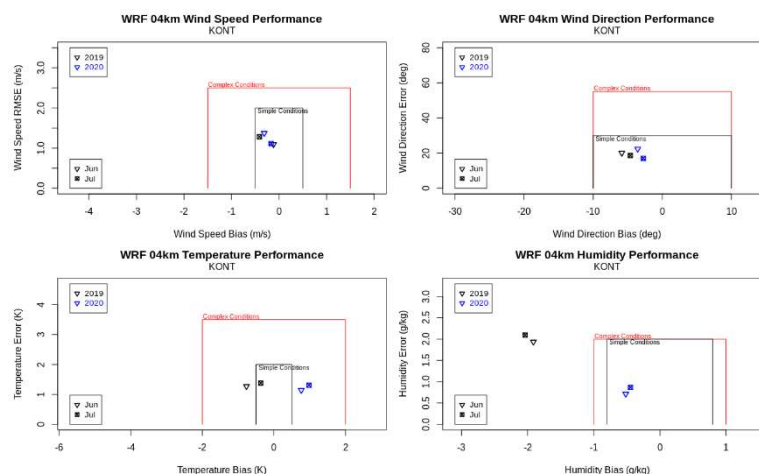 WRF 04km Wind Speed Performance
KONT
Wind Speed RMSE (m/s)
3.0
2.0
1.0
0.0
2019
2020
Complex Conditions
Simple Conditions
Jun
Jul
-4 -3 -2 -1 0 1 2
Wind Speed Bias (m/s)
WRF 04km Wind Direction Performance
KONT
Wind Direction Error (deg)
80
60
40
20
0
2019
2020
Complex Conditions
Simple Conditions
Jun
Jul
-30 -20 -10 0 10
Wind Direction Bias (deg)
WRF 04km Temperature Performance
KONT
Temperature Error (K)
4
3
2
1
0
2019
2020
Complex Conditions
Simple Conditions
Jun
Jul
-6 -4 -2 0 2
Temperature Bias (K)
WRF 04km Humidity Performance
KONT
Humidity Error (g/kg)
3.0
2.5
2.0
1.5
1.0
0.5
0.0
2019
2020
Complex Conditions
Simple Conditions
Jun
Jul
-3 -2 -1 0 1
Humidity Bias (g/kg)